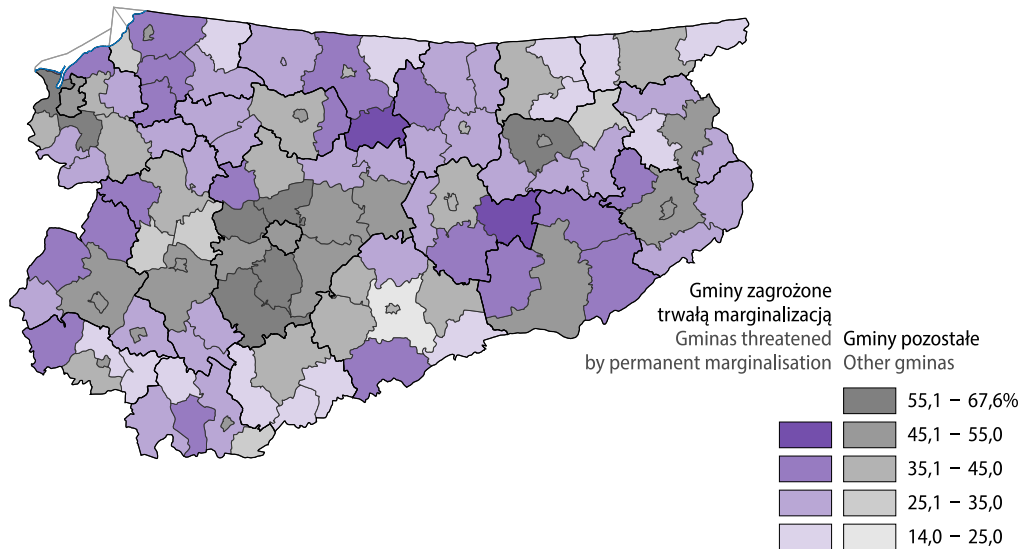 Gminy zagrożone
trwałą marginalizacją
Gminas threatened
by permanent marginalisation
Gminy pozostałe
Other gminas
55,1 – 67,6%
45,1 – 55,0
35,1 – 45,0
25,1 – 35,0
14,0 – 25,0